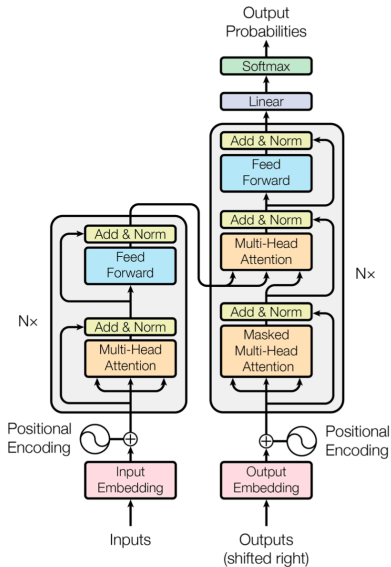 Output
Probabilities
Softmax
Linear
Add & Norm
Feed
Forward
Add & Norm
Multi-Head
Attention
Add & Norm
Masked
Multi-Head
Attention
N×
Add & Norm
Feed
Forward
N×
Add & Norm
Multi-Head
Attention
Positional
Encoding
Positional
Encoding
Input
Embedding
Output
Embedding
Inputs
Outputs
(shifted right)